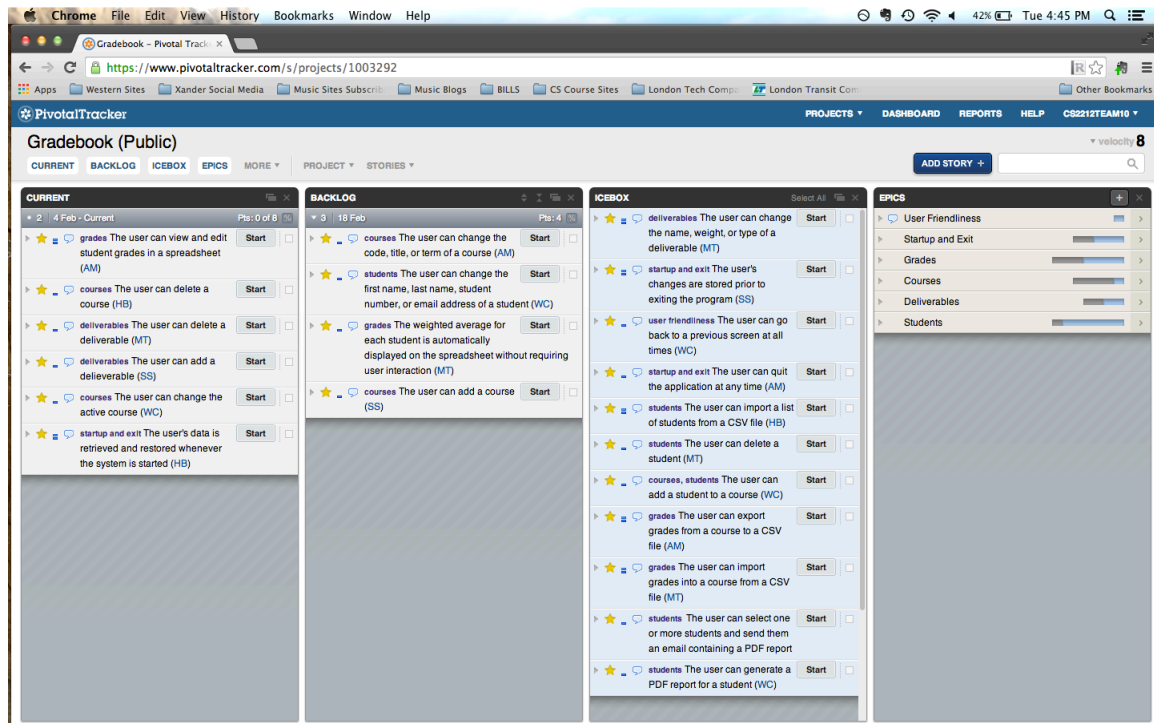 Chrome File Edit View History Bookmarks Window Help 42% Tue 4:45 PM
Gradebook – Pivotal Track
https://www.pivotaltracker.com/s/projects/1003292
Apps Western Sites Xander Social Media Music Sites Subscrib Music Blogs BILLS CS Course Sites London Tech Compa London Transit Com Other Bookmarks
PivotalTracker PROJECTS DASHBOARD REPORTS HELP CS2212TEAM10
Gradebook (Public)
velocity 8
CURRENT BACKLOG ICEBOX EPICS MORE PROJECT STORIES ADD STORY +
CURRENT
2 4 Feb - Current Pts: 0 of 8 %
grades The user can view and edit Start
student grades in a spreadsheet
(AM)
courses The user can delete a Start
course (HB)
deliverables The user can delete a Start
deliverable (MT)
deliverables The user can add a Start
delieverable (SS)
courses The user can change the Start
active course (WC)
startup and exit The user's data is Start
retrieved and restored whenever
the system is started (HB)
BACKLOG
3 18 Feb Pts: 4 %
courses The user can change the Start
code, title, or term of a course (AM)
students The user can change the Start
first name, last name, student
number, or email address of a student (WC)
grades The weighted average for Start
each student is automatically
displayed on the spreadsheet without requiring
user interaction (MT)
courses The user can add a course Start
(SS)
ICEBOX Select All
deliverables The user can change Start
the name, weight, or type of a
deliverable (MT)
startup and exit The user's Start
changes are stored prior to
exiting the program (SS)
user friendliness The user can go Start
back to a previous screen at all
times (WC)
startup and exit The user can quit Start
the application at any time (AM)
students The user can import a list Start
of students from a CSV file (HB)
students The user can delete a Start
student (MT)
courses, students The user can Start
add a student to a course (WC)
grades The user can export Start
grades from a course to a CSV
file (AM)
grades The user can import Start
grades into a course from a CSV
file (MT)
students The user can select one Start
or more students and send them
an email containing a PDF report
students The user can generate a Start
PDF report for a student (WC)
EPICS
User Friendliness
Startup and Exit
Grades
Courses
Deliverables
Students